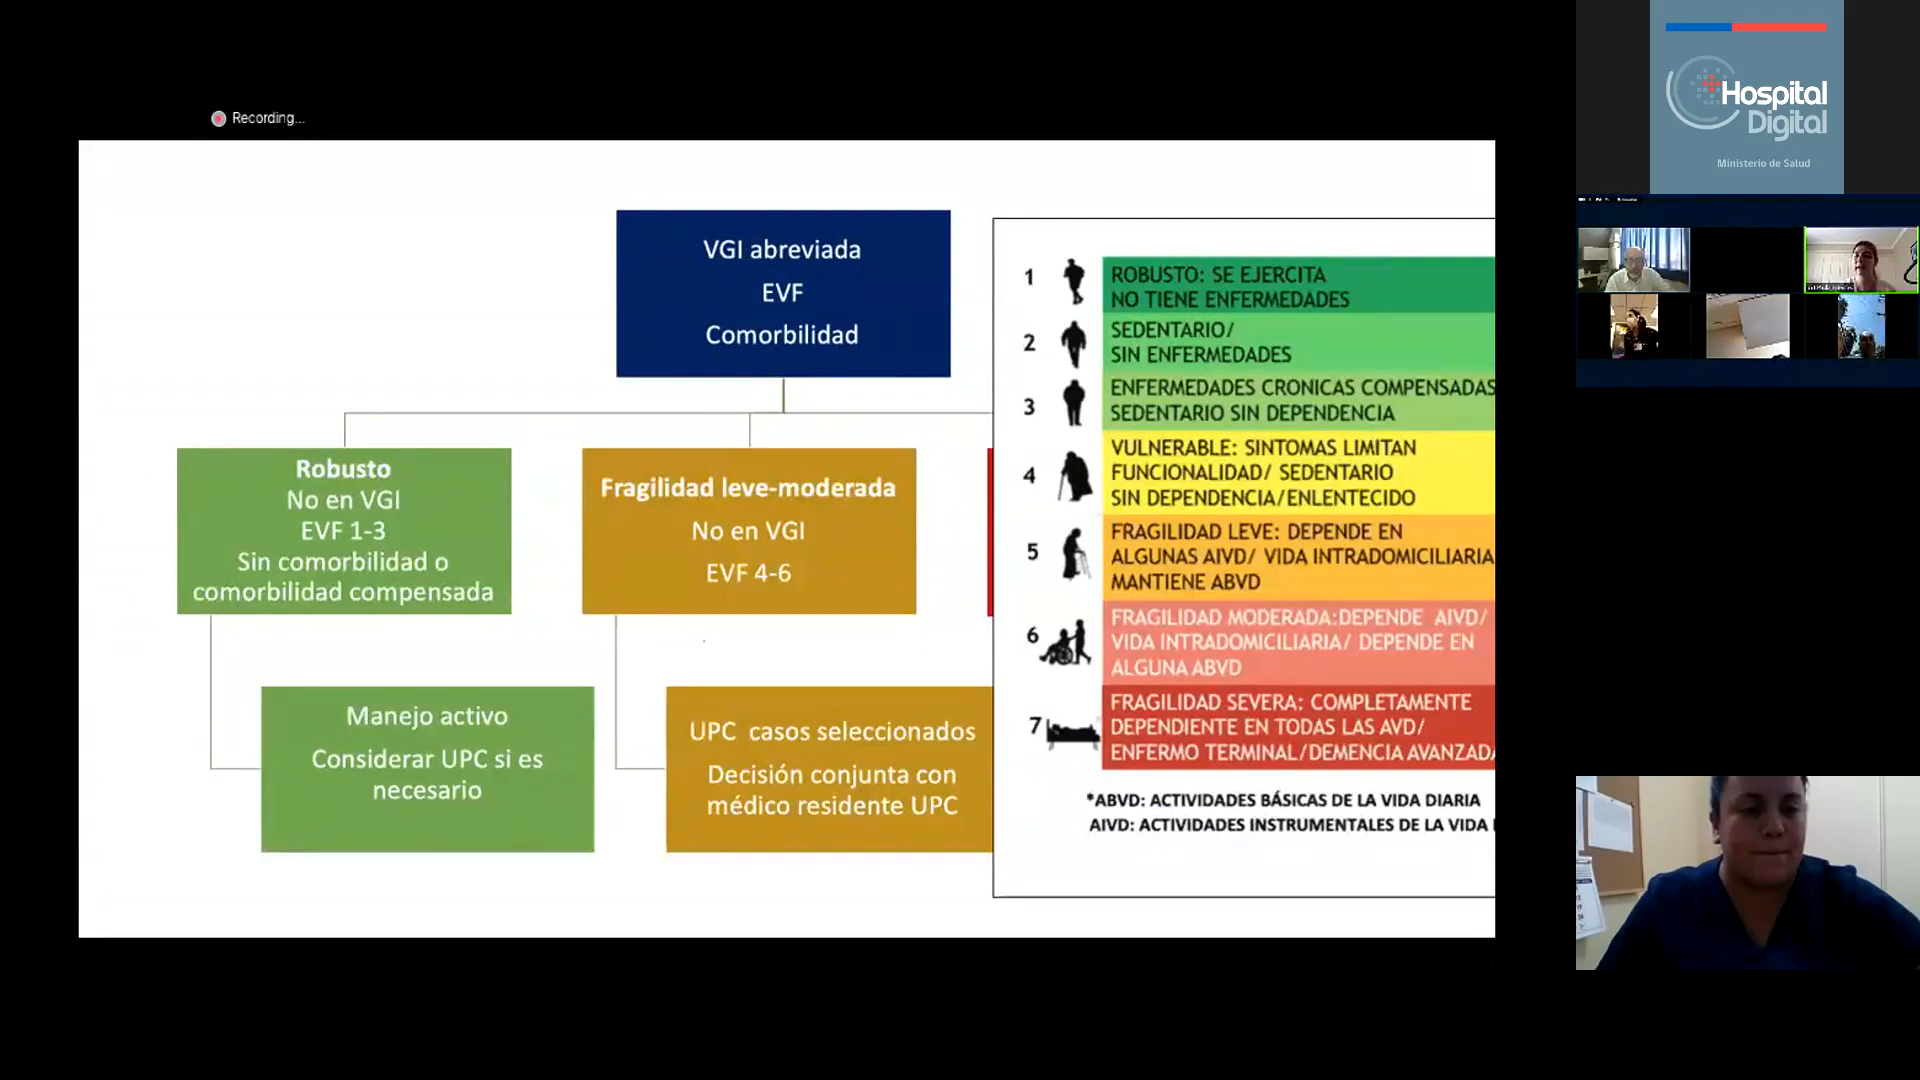 Recording...
VGI abreviada
EVF
Comorbilidad
Robusto
No en VGI
EVF 1-3
Sin comorbilidad o
comorbilidad compensada
Fragilidad leve-moderada
No en VGI
EVF 4-6
Manejo activo
Considerar UPC si es
necesario
UPC casos seleccionados
Decisión conjunta con
médico residente UPC
1
ROBUSTO: SE EJERCITA
NO TIENE ENFERMEDADES
2
SEDENTARIO/
SIN ENFERMEDADES
3
ENFERMEDADES CRONICAS COMPENSADAS
SEDENTARIO SIN DEPENDENCIA
4
VULNERABLE: SINTOMAS LIMITAN
FUNCIONALIDAD/ SEDENTARIO
SIN DEPENDENCIA/ENLENTECIDO
5
FRAGILIDAD LEVE: DEPENDE EN
ALGUNAS AIVD/ VIDA INTRADOMICILIARIA
MANTIENE ABVD
6
FRAGILIDAD MODERADA:DEPENDE AIVD/
VIDA INTRADOMICILIARIA/ DEPENDE EN
ALGUNA ABVD
7
FRAGILIDAD SEVERA: COMPLETAMENTE
DEPENDIENTE EN TODAS LAS AVD/
ENFERMO TERMINAL/DEMENCIA AVANZADA
*ABVD: ACTIVIDADES BÁSICAS DE LA VIDA DIARIA
AIVD: ACTIVIDADES INSTRUMENTALES DE LA VIDA
Hospital
Digital
Ministerio de Salud